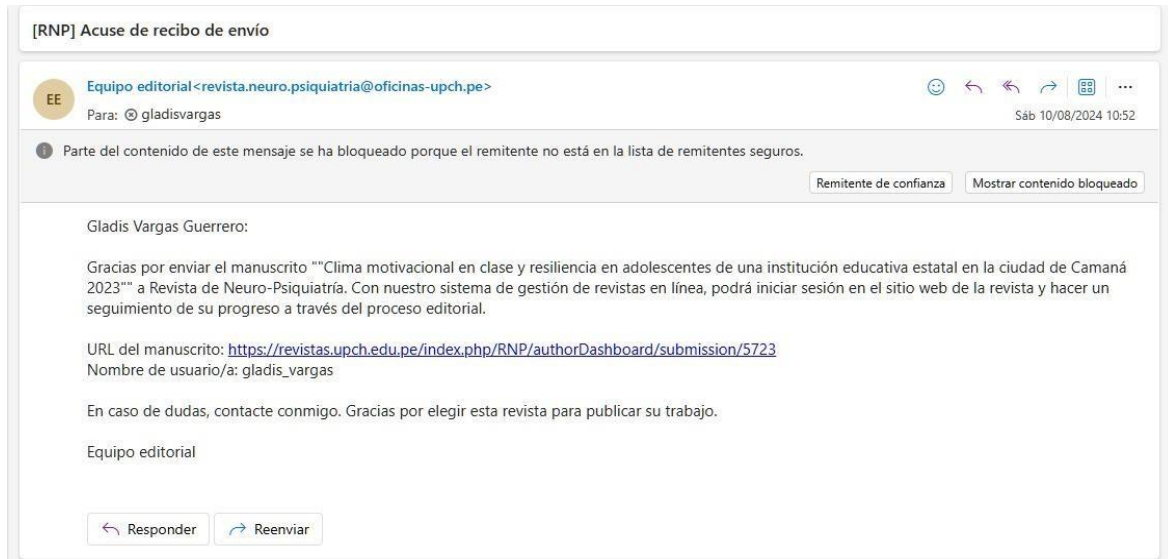 [RNP] Acuse de recibo de envío
EE
Equipo editorial<revista.neuro.psiquiatria@oficinas-upch.pe>
Para: gladisvargas
Sáb 10/08/2024 10:52
Parte del contenido de este mensaje se ha bloqueado porque el remitente no está en la lista de remitentes seguros.
Remitente de confianza
Mostrar contenido bloqueado
Gladis Vargas Guerrero:
Gracias por enviar el manuscrito ""Clima motivacional en clase y resiliencia en adolescentes de una institución educativa estatal en la ciudad de Camaná
2023"" a Revista de Neuro-Psiquiatría. Con nuestro sistema de gestión de revistas en línea, podrá iniciar sesión en el sitio web de la revista y hacer un
seguimiento de su progreso a través del proceso editorial.
URL del manuscrito: https://revistas.upch.edu.pe/index.php/RNP/authorDashboard/submission/5723
Nombre de usuario/a: gladis_vargas
En caso de dudas, contacte conmigo. Gracias por elegir esta revista para publicar su trabajo.
Equipo editorial
Responder
Reenviar